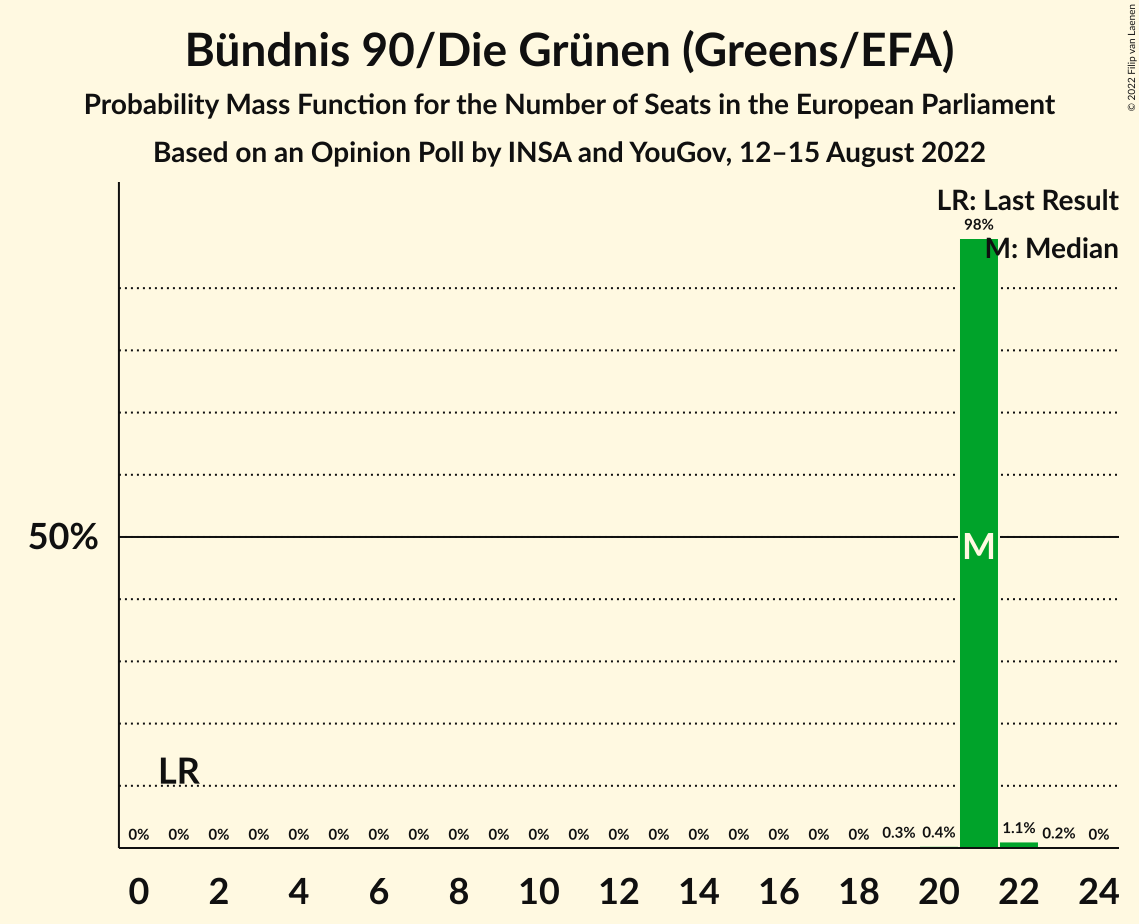 Bündnis 90/Die Grünen (Greens/EFA)
Probability Mass Function for the Number of Seats in the European Parliament
Based on an Opinion Poll by INSA and YouGov, 12–15 August 2022
© 2022 Filip van Laenen
LR: Last Result
98%
M: Median
50%
M
LR
0% 0% 0% 0% 0% 0% 0% 0% 0% 0% 0% 0% 0% 0% 0% 0% 0% 0% 0% 0.3% 0.4% 1.1% 0.2% 0%
0 2 4 6 8 10 12 14 16 18 20 22 24